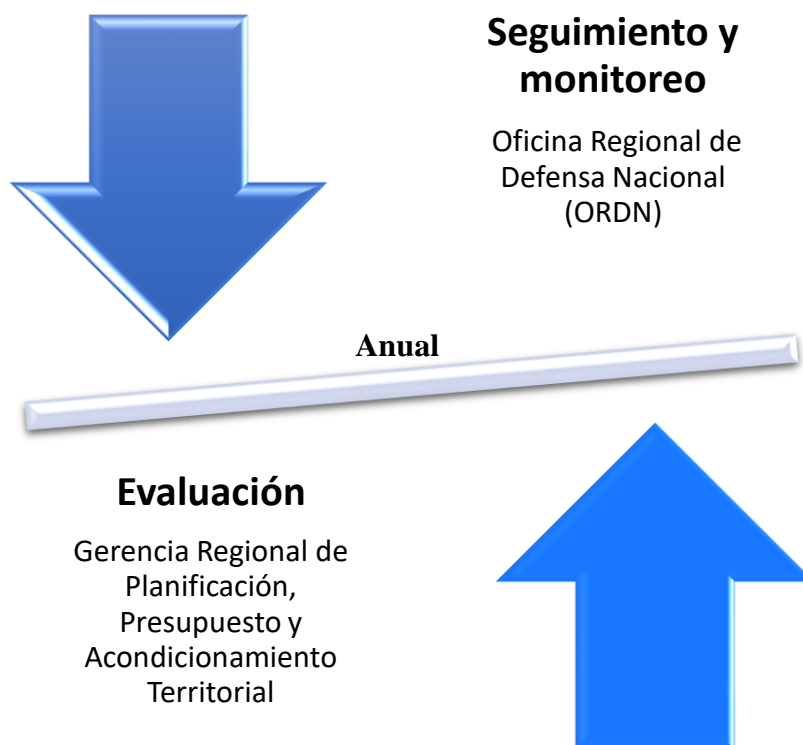 Seguimiento y
monitoreo
Oficina Regional de
Defensa Nacional
(ORDN)
Anual
Evaluación
Gerencia Regional de
Planificación,
Presupuesto y
Acondicionamiento
Territorial